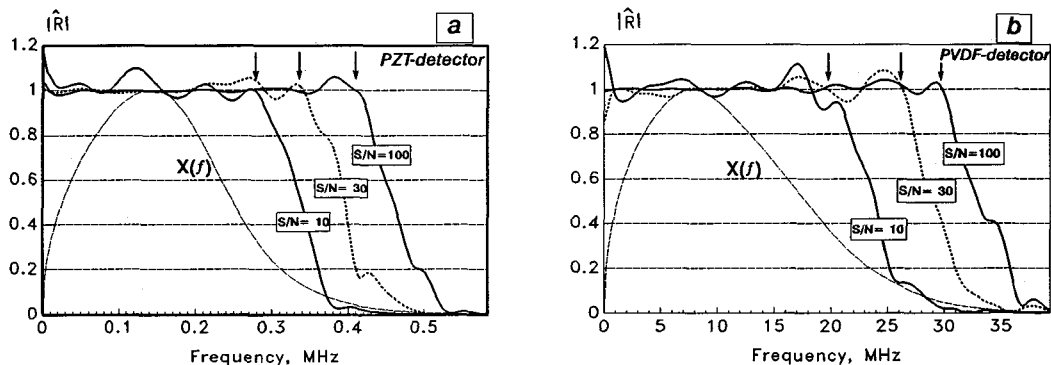 |R̂|
a
PZT-detector
1.2
1
0.8
0.6
0.4
0.2
0
X(f)
S/N=100
S/N= 30
S/N= 10
0
0.1
0.2
0.3
0.4
0.5
Frequency, MHz
|R̂|
b
PVDF-detector
1.2
1
0.8
0.6
0.4
0.2
0
X(f)
S/N=100
S/N= 30
S/N= 10
0
5
10
15
20
25
30
35
Frequency, MHz